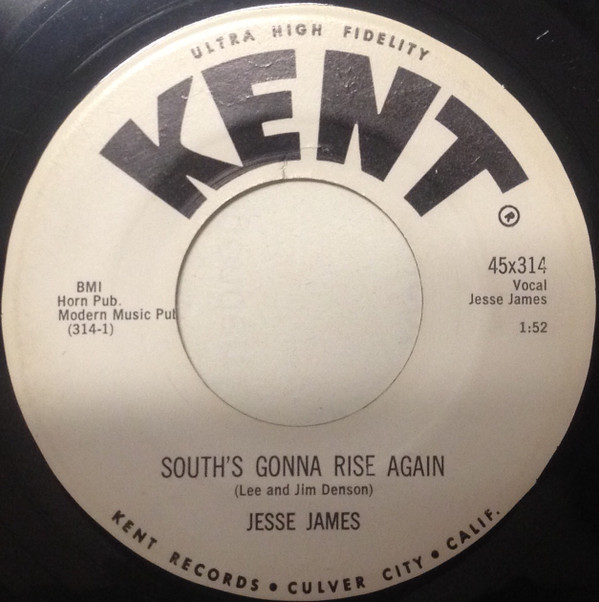 ULTRA HIGH FIDELITY
KENT
45x314
Vocal
Jesse James
1:52
BMI
Horn Pub.
Modern Music Pub
(314-1)
SOUTH'S GONNA RISE AGAIN
(Lee and Jim Denson)
JESSE JAMES
KENT RECORDS • CULVER CITY • CALIF.